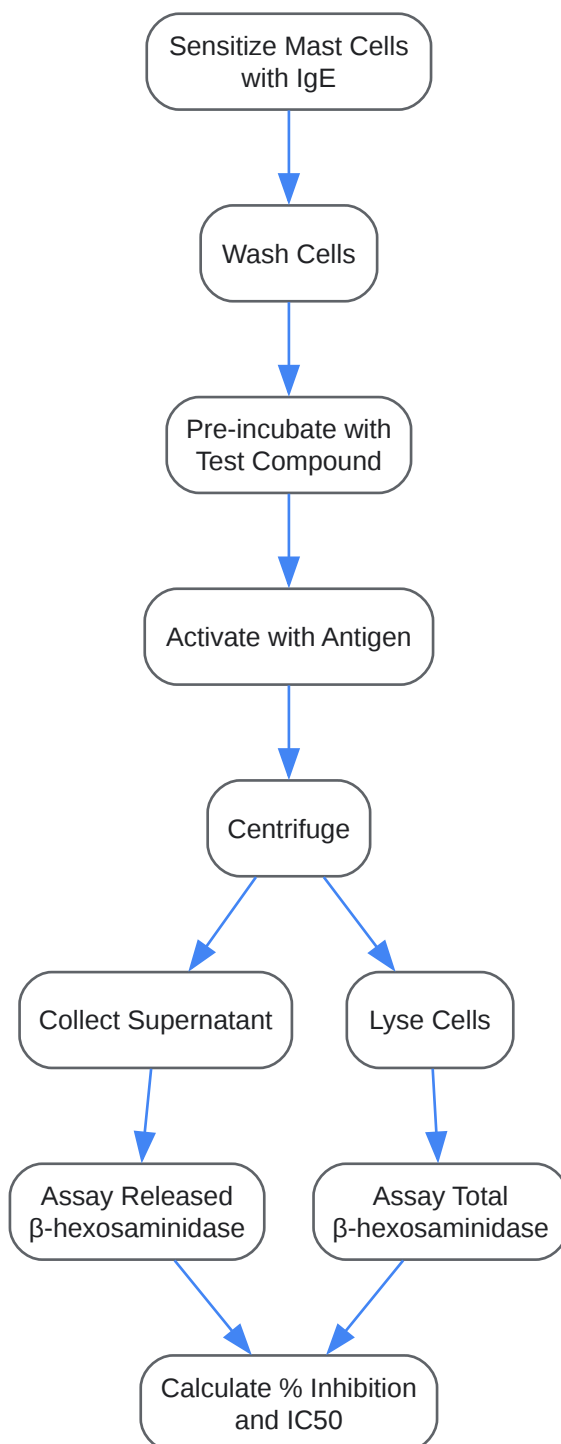 Sensitize Mast Cells
with IgE
Wash Cells
Pre-incubate with
Test Compound
Activate with Antigen
Centrifuge
Collect Supernatant
Lyse Cells
Assay Released
β-hexosaminidase
Assay Total
β-hexosaminidase
Calculate % Inhibition
and IC50